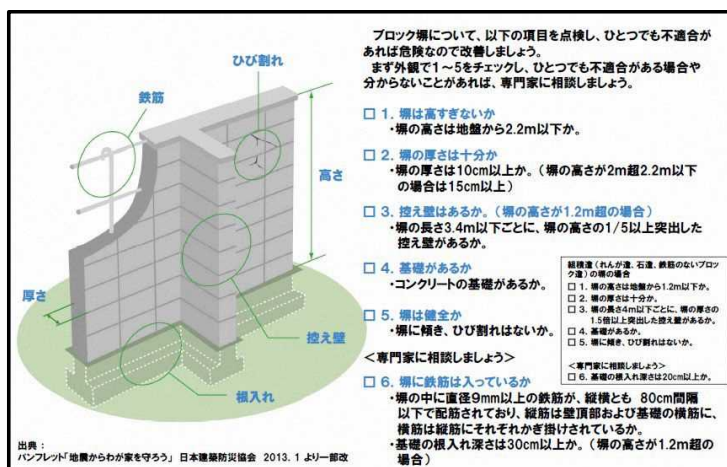 ひび割れ
鉄筋
高さ
厚さ
控え壁
根入れ
出典：
パンフレット「地震からわが家を守ろう」 日本建築防災協会 2013.1 より一部改
ブロック塀について、以下の項目を点検し、ひとつでも不適合が
あれば危険なので改善しましょう。
まず外観で1～5をチェックし、ひとつでも不適合がある場合や
分からないことがあれば、専門家に相談しましょう。
□ 1. 塀は高すぎないか
・塀の高さは地盤から2.2m以下か。
□ 2. 塀の厚さは十分か
・塀の厚さは10cm以上か。（塀の高さが2m超2.2m以下
の場合は15cm以上）
□ 3. 控え壁はあるか。（塀の高さが1.2m超の場合）
・塀の長さ3.4m以下ごとに、塀の高さの1/5以上突出した
控え壁があるか。
□ 4. 基礎があるか
・コンクリートの基礎があるか。
□ 5. 塀は健全か
・塀に傾き、ひび割れはないか。
＜専門家に相談しましょう＞
□ 6. 塀に鉄筋は入っているか
・塀の中に直径9mm以上の鉄筋が、縦横とも 80cm間隔
以下で配筋されており、縦筋は壁頂部および基礎の横筋に、
横筋は縦筋にそれぞれかぎ掛けされているか。
・基礎の根入れ深さは30cm以上か。（塀の高さが1.2m超の
場合）
組積造（れんが造、石造、鉄筋のないブロッ
ク造）の塀の場合
□ 1. 塀の高さは地盤から1.2m以下か。
□ 2. 塀の厚さは十分か。
□ 3. 塀の長さ4m以下ごとに、塀の厚さの
1.5倍以上突出した控え壁があるか。
□ 4. 基礎があるか。
□ 5. 塀に傾き、ひび割れはないか。
＜専門家に相談しましょう＞
□ 6. 基礎の根入れ深さは20cm以上か。